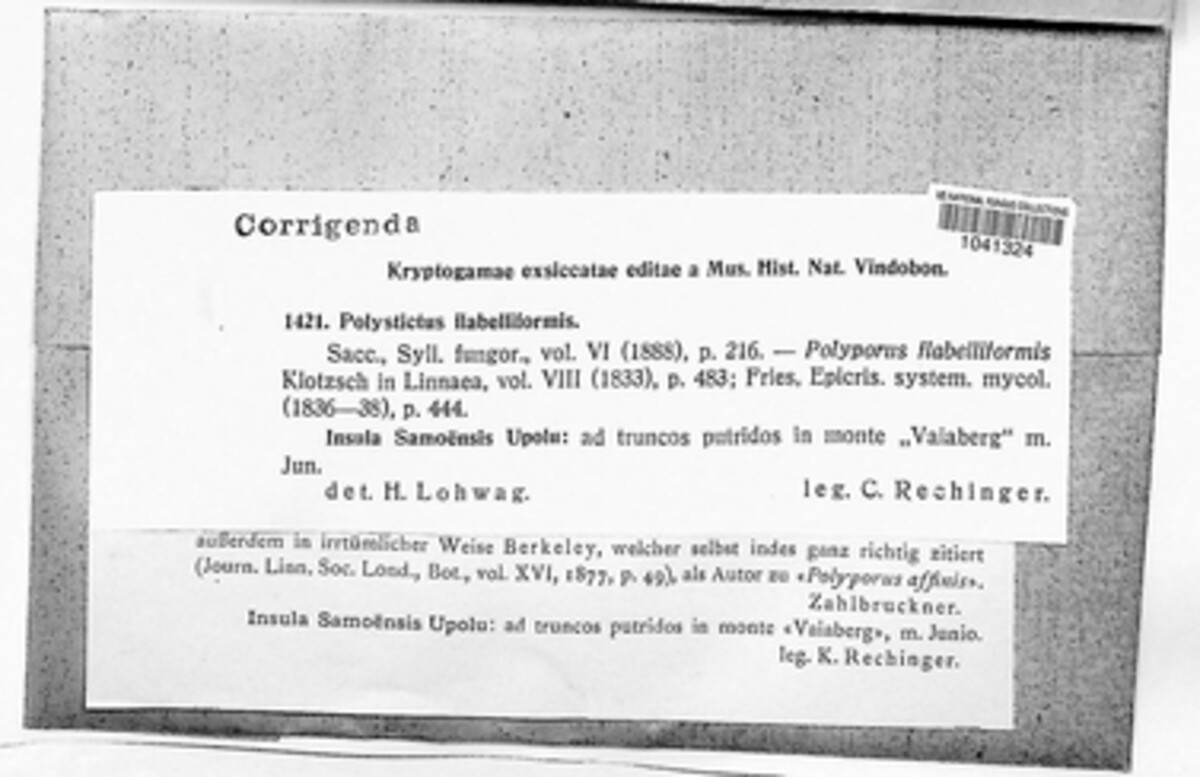 Corrigenda
US NATIONAL FUNGUS COLLECTIONS
1041324
Kryptogamae exsiccatae editae a Mus. Hist. Nat. Vindobon.
1421. Polystictus flabelliformis.
Sacc., Syll. fungor., vol. VI (1888), p. 216. — Polyporus flabelliformis
Klotzsch in Linnaea, vol. VIII (1833), p. 483; Fries, Epicris. system. mycol.
(1836—38), p. 444.
Insula Samoënsis Upolu: ad truncos putridos in monte „Vaiaberg" m.
Jun.
det. H. Lohwag. leg. C. Rechinger.
außerdem in irrtümlicher Weise Berkeley, welcher selbst indes ganz richtig zitiert
(Journ. Linn. Soc. Lond., Bot., vol. XVI, 1877, p. 49), als Autor zu «Polyporus affinis».
Zahlbruckner.
Insula Samoënsis Upolu: ad truncos putridos in monte «Vaiaberg», m. Junio.
leg. K. Rechinger.